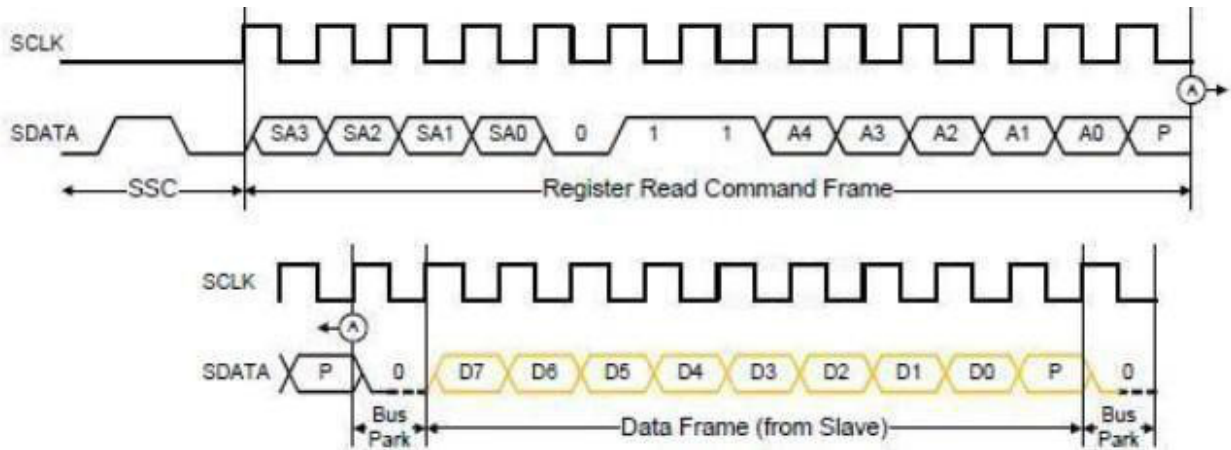 SCLK
SDATA SA3 SA2 SA1 SA0 0 1 1 A4 A3 A2 A1 A0 P A
SSC Register Read Command Frame
SCLK
A
SDATA P 0 D7 D6 D5 D4 D3 D2 D1 D0 P 0
Bus Park Data Frame (from Slave) Bus Park